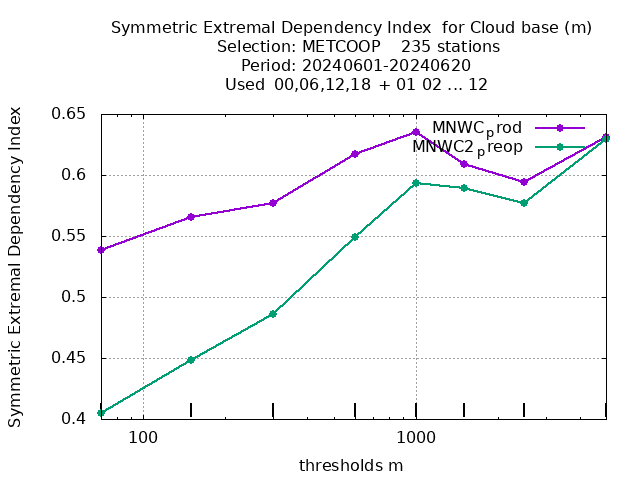 Symmetric Extremal Dependency Index  for Cloud base (m)
Selection: METCOOP    235 stations
Period: 20240601-20240620
Used  00,06,12,18 + 01 02 ... 12
Symmetric Extremal Dependency Index
0.65
0.6
0.55
0.5
0.45
0.4
MNWCprod
MNWC2preop
100
1000
thresholds m